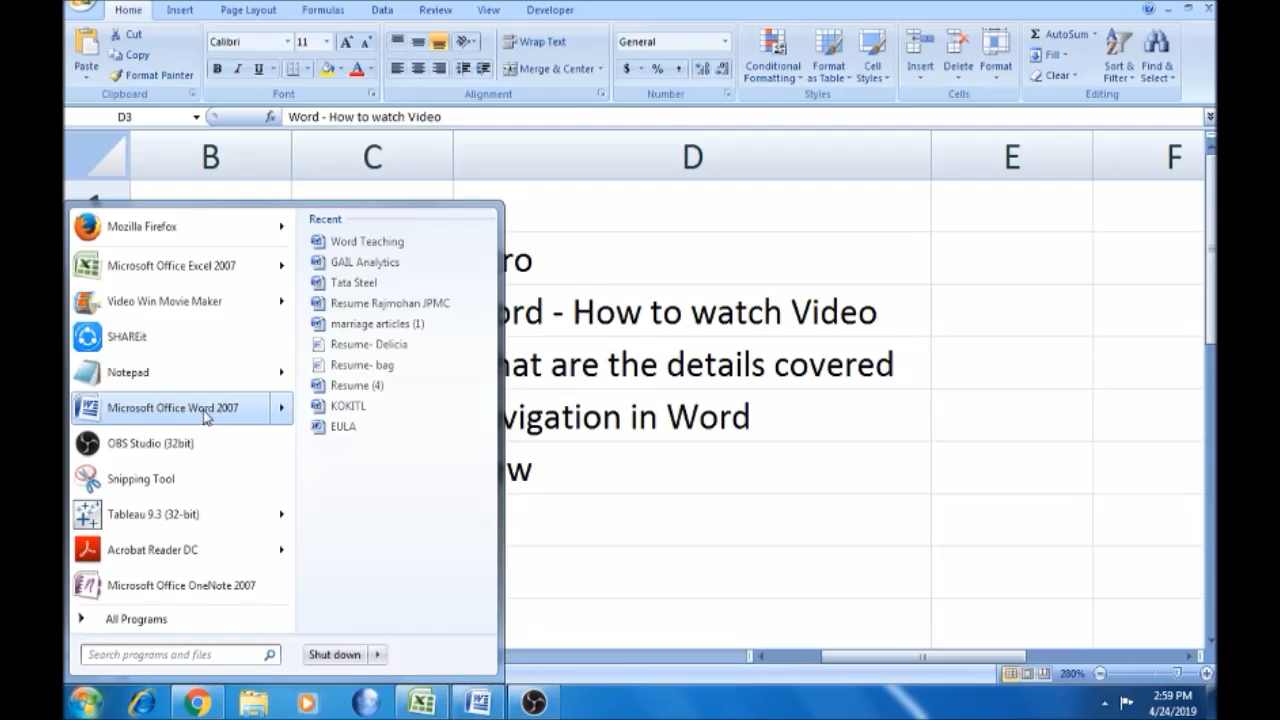 Home Insert Page Layout Formulas Data Review View Developer
Paste
Cut
Copy
Format Painter
Clipboard
Calibri 11
B I U
Font
Wrap Text
Merge & Center
Alignment
General
$ % ,
Number
Conditional Formatting
Format as Table
Cell Styles
Styles
Insert Delete Format
Cells
AutoSum
Fill
Clear
Sort & Filter
Find & Select
Editing
D3 fx Word - How to watch Video
B C D E F
ro
ord - How to watch Video
hat are the details covered
vigation in Word
w
Mozilla Firefox
Microsoft Office Excel 2007
Video Win Movie Maker
SHAREit
Notepad
Microsoft Office Word 2007
OBS Studio (32bit)
Snipping Tool
Tableau 9.3 (32-bit)
Acrobat Reader DC
Microsoft Office OneNote 2007
All Programs
Search programs and files
Recent
Word Teaching
GAIL Analytics
Tata Steel
Resume Rajmohan JPMC
marriage articles (1)
Resume- Delicia
Resume- bag
Resume (4)
KOKITL
EULA
Shut down
280%
2:59 PM
4/24/2019